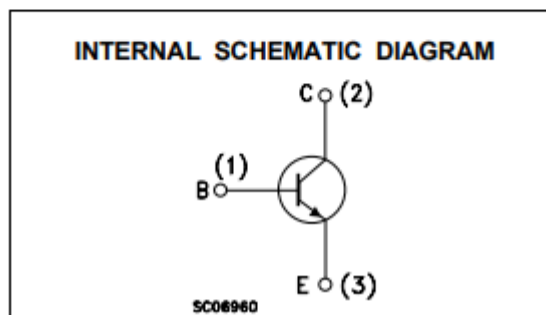 INTERNAL SCHEMATIC DIAGRAM
C (2)
(1)
B
E (3)
SC06960